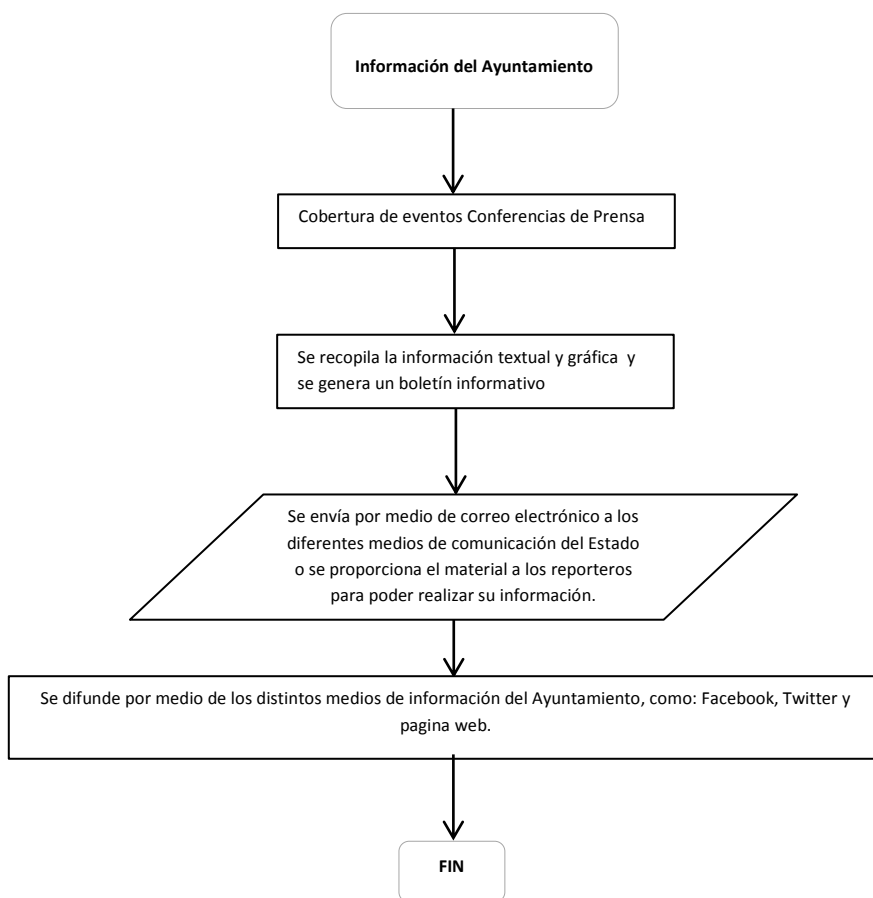 Información del Ayuntamiento
Cobertura de eventos Conferencias de Prensa
Se recopila la información textual y gráfica y
se genera un boletín informativo
Se envía por medio de correo electrónico a los
diferentes medios de comunicación del Estado
o se proporciona el material a los reporteros
para poder realizar su información.
Se difunde por medio de los distintos medios de información del Ayuntamiento, como: Facebook, Twitter y
pagina web.
FIN